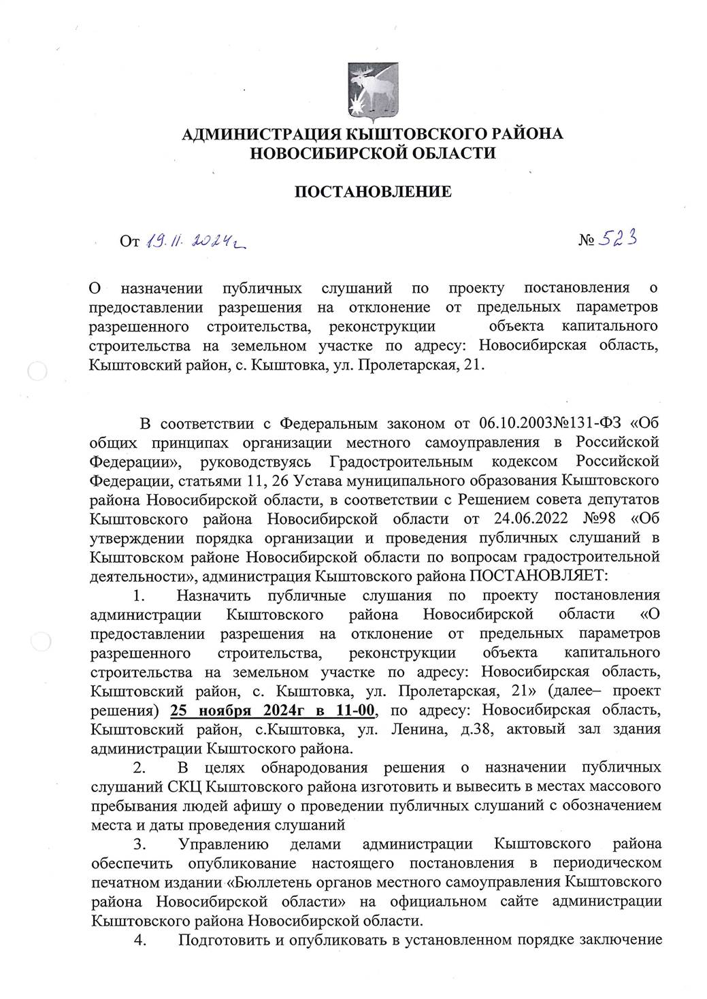 АДМИНИСТРАЦИЯ КЫШТОВСКОГО РАЙОНА
НОВОСИБИРСКОЙ ОБЛАСТИ
ПОСТАНОВЛЕНИЕ
От 19.11.2024г № 523
О назначении публичных слушаний по проекту постановления о
предоставлении разрешения на отклонение от предельных параметров
разрешенного строительства, реконструкции объекта капитального
строительства на земельном участке по адресу: Новосибирская область,
Кыштовский район, с. Кыштовка, ул. Пролетарская, 21.
В соответствии с Федеральным законом от 06.10.2003№131-ФЗ «Об
общих принципах организации местного самоуправления в Российской
Федерации», руководствуясь Градостроительным кодексом Российской
Федерации, статьями 11, 26 Устава муниципального образования Кыштовского
района Новосибирской области, в соответствии с Решением совета депутатов
Кыштовского района Новосибирской области от 24.06.2022 №98 «Об
утверждении порядка организации и проведения публичных слушаний в
Кыштовском районе Новосибирской области по вопросам градостроительной
деятельности», администрация Кыштовского района ПОСТАНОВЛЯЕТ:
1. Назначить публичные слушания по проекту постановления
администрации Кыштовского района Новосибирской области «О
предоставлении разрешения на отклонение от предельных параметров
разрешенного строительства, реконструкции объекта капитального
строительства на земельном участке по адресу: Новосибирская область,
Кыштовский район, с. Кыштовка, ул. Пролетарская, 21» (далее– проект
решения) 25 ноября 2024г в 11-00, по адресу: Новосибирская область,
Кыштовский район, с.Кыштовка, ул. Ленина, д.38, актовый зал здания
администрации Кыштоского района.
2. В целях обнародования решения о назначении публичных
слушаний СКЦ Кыштовского района изготовить и вывесить в местах массового
пребывания людей афишу о проведении публичных слушаний с обозначением
места и даты проведения слушаний
3. Управлению делами администрации Кыштовского района
обеспечить опубликование настоящего постановления в периодическом
печатном издании «Бюллетень органов местного самоуправления Кыштовского
района Новосибирской области» на официальном сайте администрации
Кыштовского района Новосибирской области.
4. Подготовить и опубликовать в установленном порядке заключение